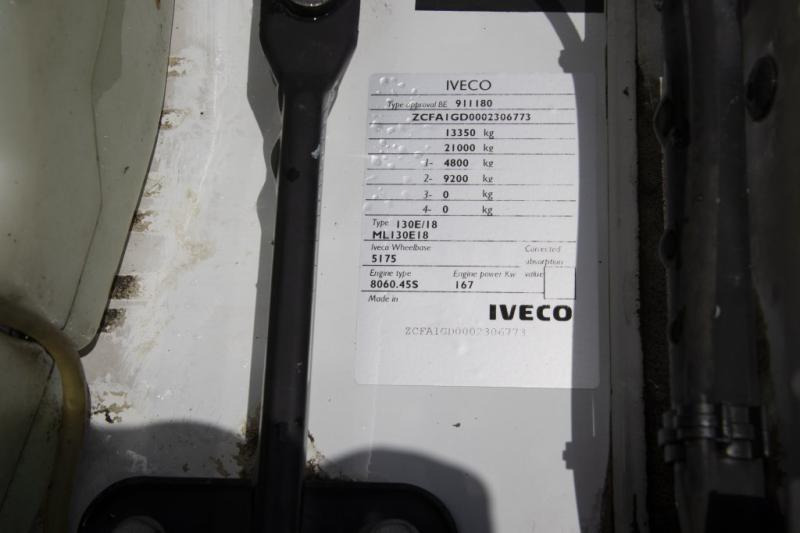 IVECO
Type approval BE 911180
ZCFA1GD0002306773
13350 kg
21000 kg
1- 4800 kg
2- 9200 kg
3- 0 kg
4- 0 kg
Type 130E/18
ML130E18
Iveco Wheelbase Corrected
5175 absorption
Engine type Engine power Kw value
8060.45S 167
Made in
IVECO
ZCFA1GD0002306773